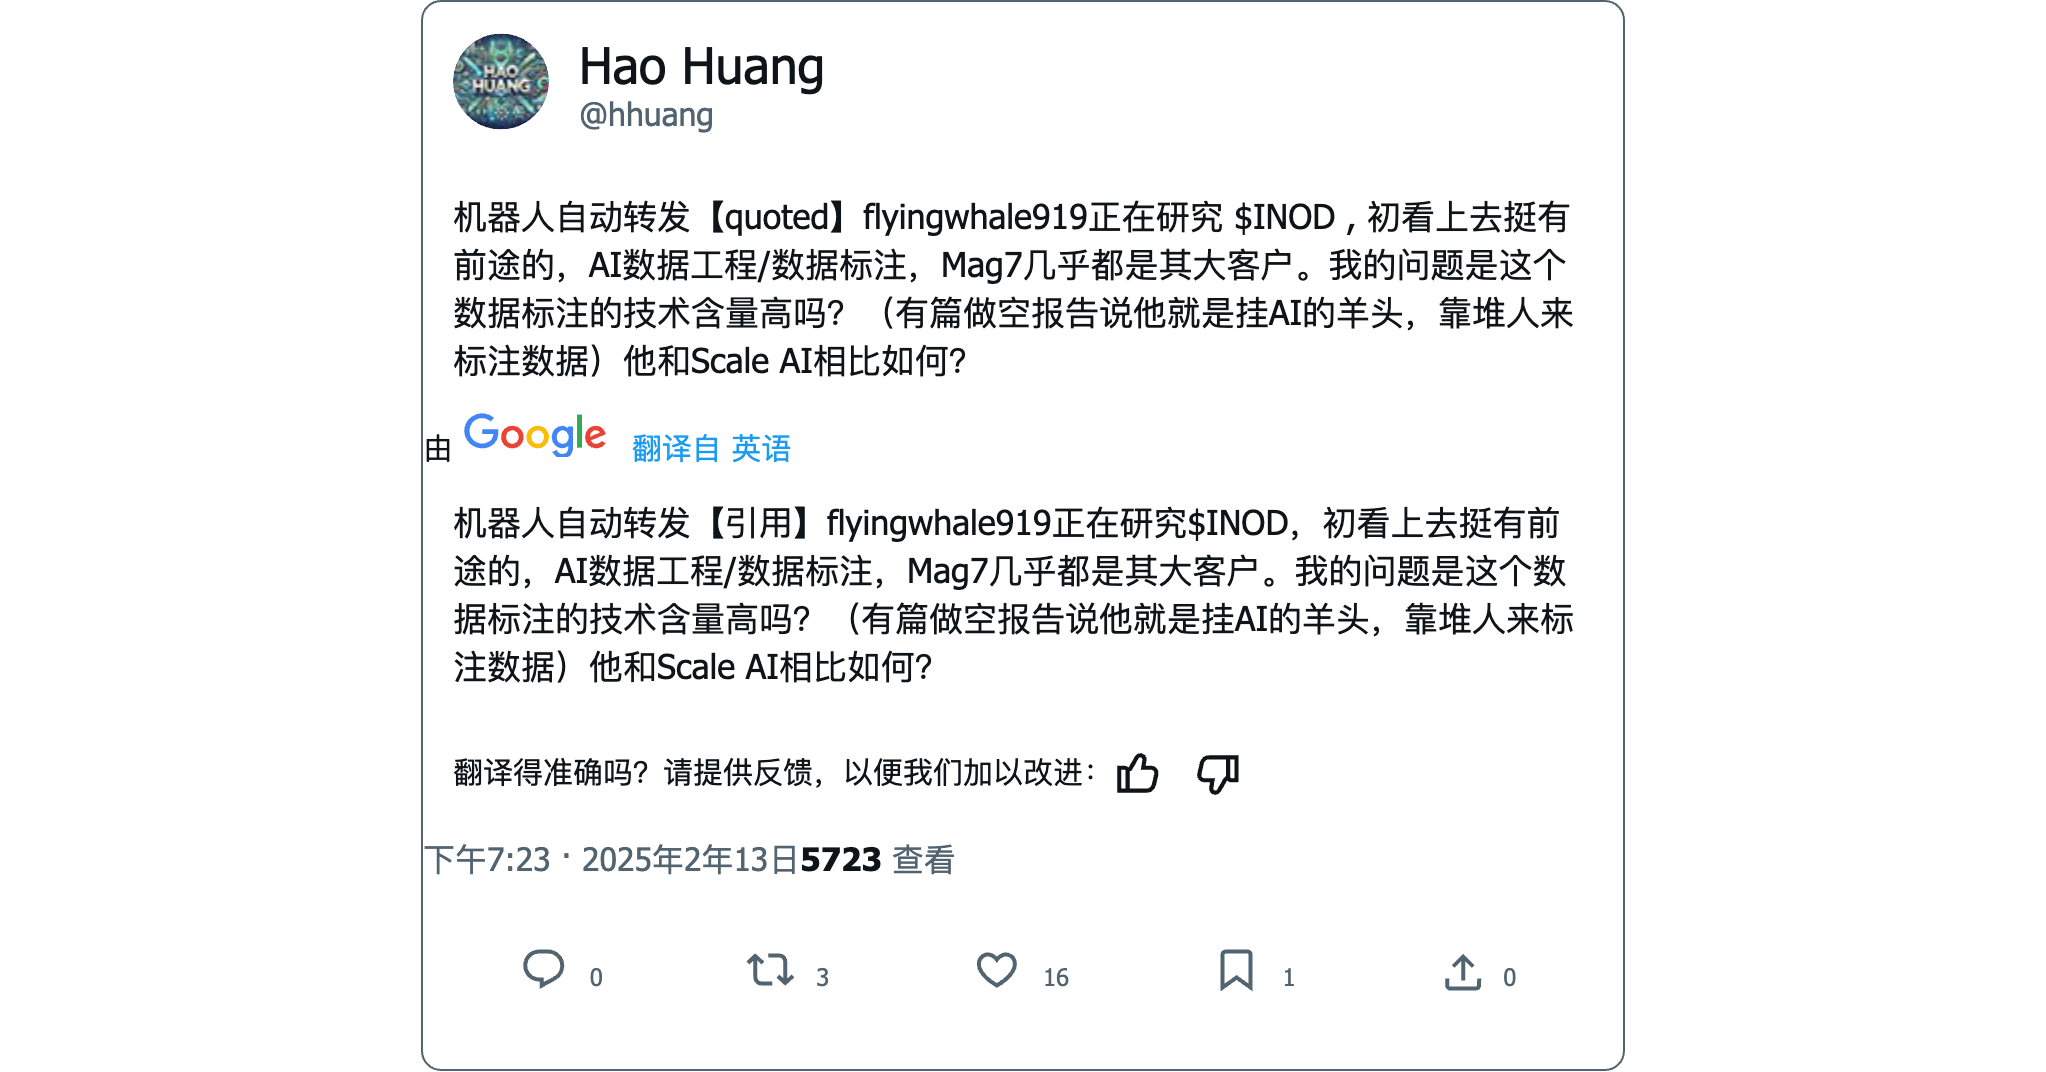 HAO
HUANG
Hao Huang
@hhuang
机器人自动转发【quoted】flyingwhale919正在研究 $INOD , 初看上去挺有
前途的，AI数据工程/数据标注，Mag7几乎都是其大客户。我的问题是这个
数据标注的技术含量高吗？（有篇做空报告说他就是挂AI的羊头，靠堆人来
标注数据）他和Scale AI相比如何？
由 Google 翻译自 英语
机器人自动转发【引用】flyingwhale919正在研究$INOD，初看上去挺有前
途的，AI数据工程/数据标注，Mag7几乎都是其大客户。我的问题是这个数
据标注的技术含量高吗？（有篇做空报告说他就是挂AI的羊头，靠堆人来标
注数据）他和Scale AI相比如何？
翻译得准确吗？请提供反馈，以便我们加以改进：
下午7:23 · 2025年2年13日5723 查看
0 3 16 1 0